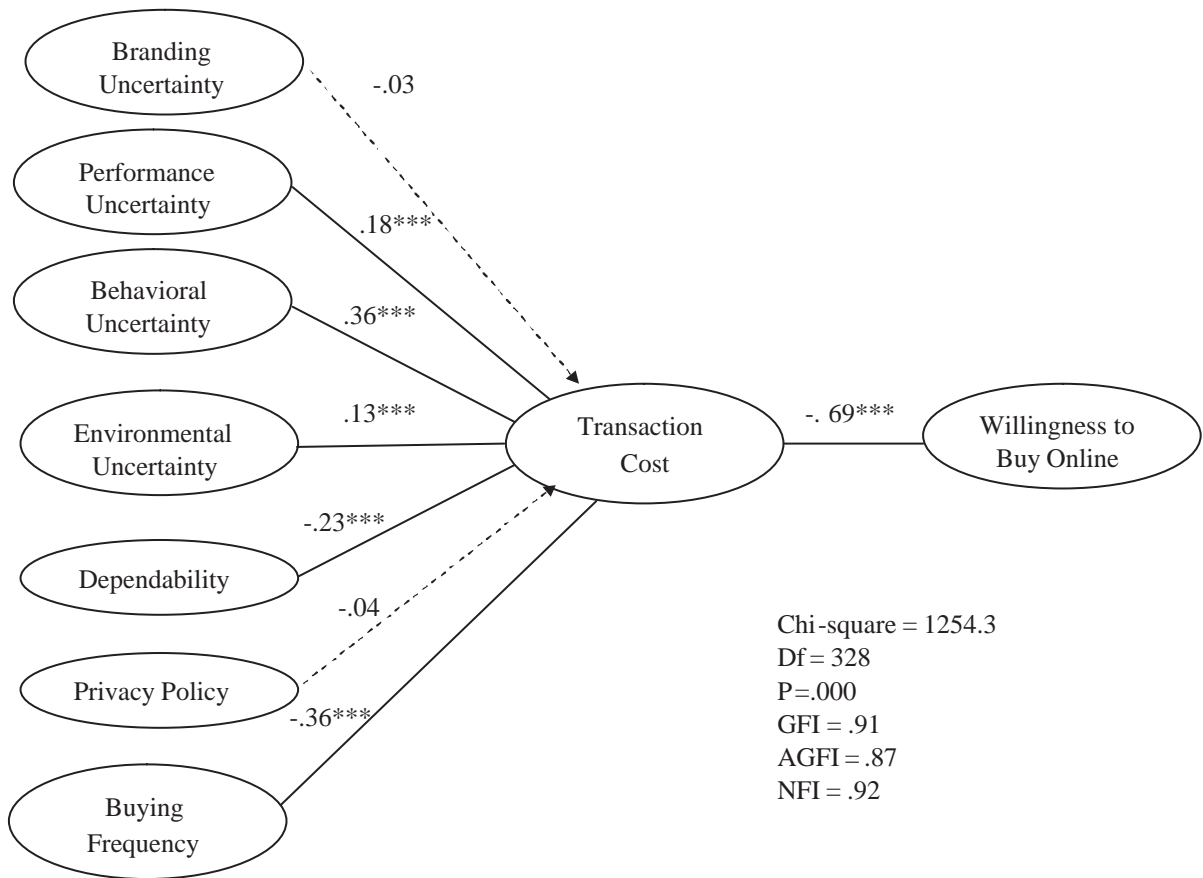 Branding
Uncertainty
-.03
Performance
Uncertainty
.18***
Behavioral
Uncertainty
.36***
Environmental
Uncertainty
.13***
Transaction
Cost
-. 69***
Willingness to
Buy Online
-.23***
Dependability
-.04
Privacy Policy
-.36***
Buying
Frequency
Chi-square = 1254.3
Df = 328
P=.000
GFI = .91
AGFI = .87
NFI = .92